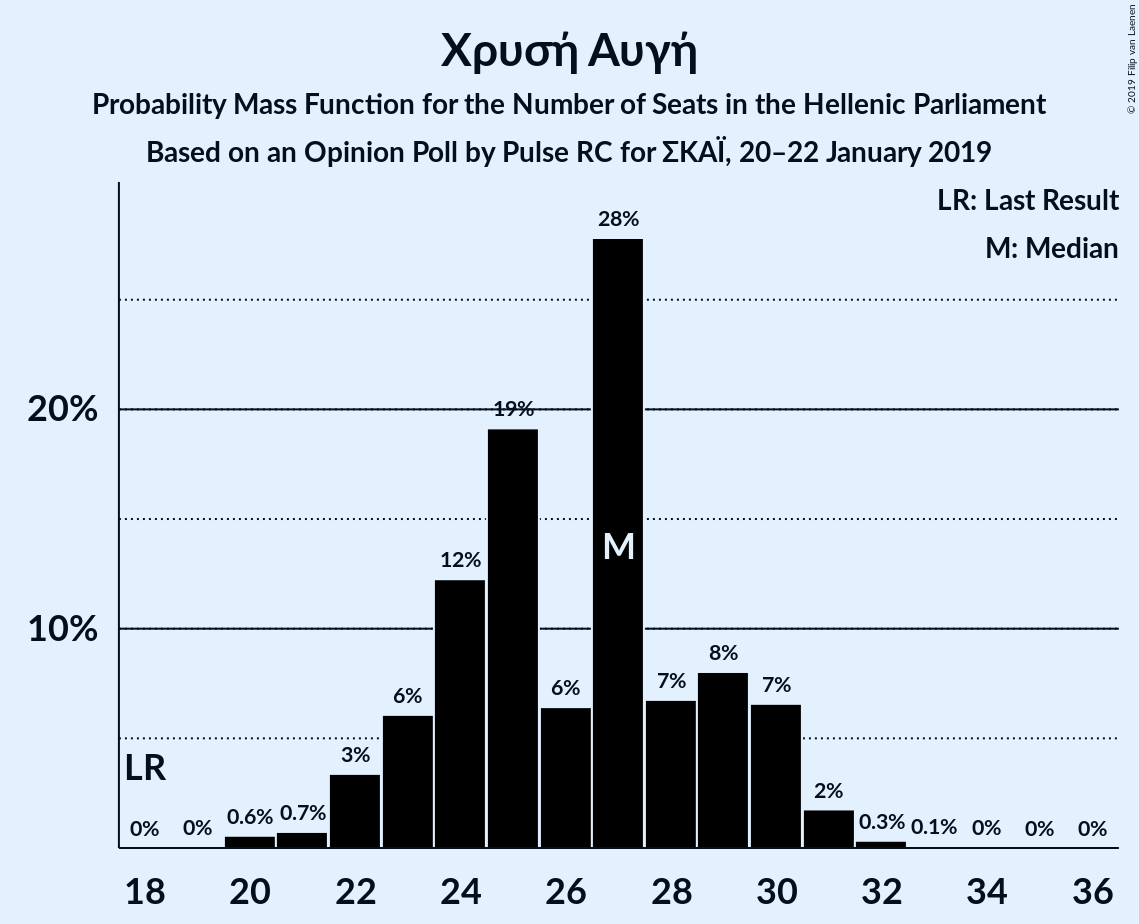 Χρυσή Αυγή
Probability Mass Function for the Number of Seats in the Hellenic Parliament
Based on an Opinion Poll by Pulse RC for ΣΚΑΪ, 20–22 January 2019
© 2019 Filip van Laenen
LR: Last Result
M: Median
28%
20%
19%
M
12%
10%
8%
7%
7%
6%
6%
3%
2%
LR
0% 0% 0.6% 0.7% 0.3% 0.1% 0% 0% 0%
18 20 22 24 26 28 30 32 34 36